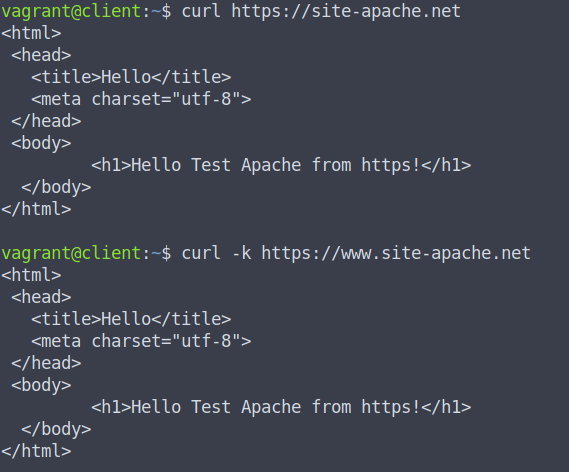 vagrant@client:~$ curl https://site-apache.net
<html>
 <head>
   <title>Hello</title>
   <meta charset="utf-8">
 </head>
 <body>
         <h1>Hello Test Apache from https!</h1>
  </body>
</html>

vagrant@client:~$ curl -k https://www.site-apache.net
<html>
 <head>
   <title>Hello</title>
   <meta charset="utf-8">
 </head>
 <body>
         <h1>Hello Test Apache from https!</h1>
  </body>
</html>